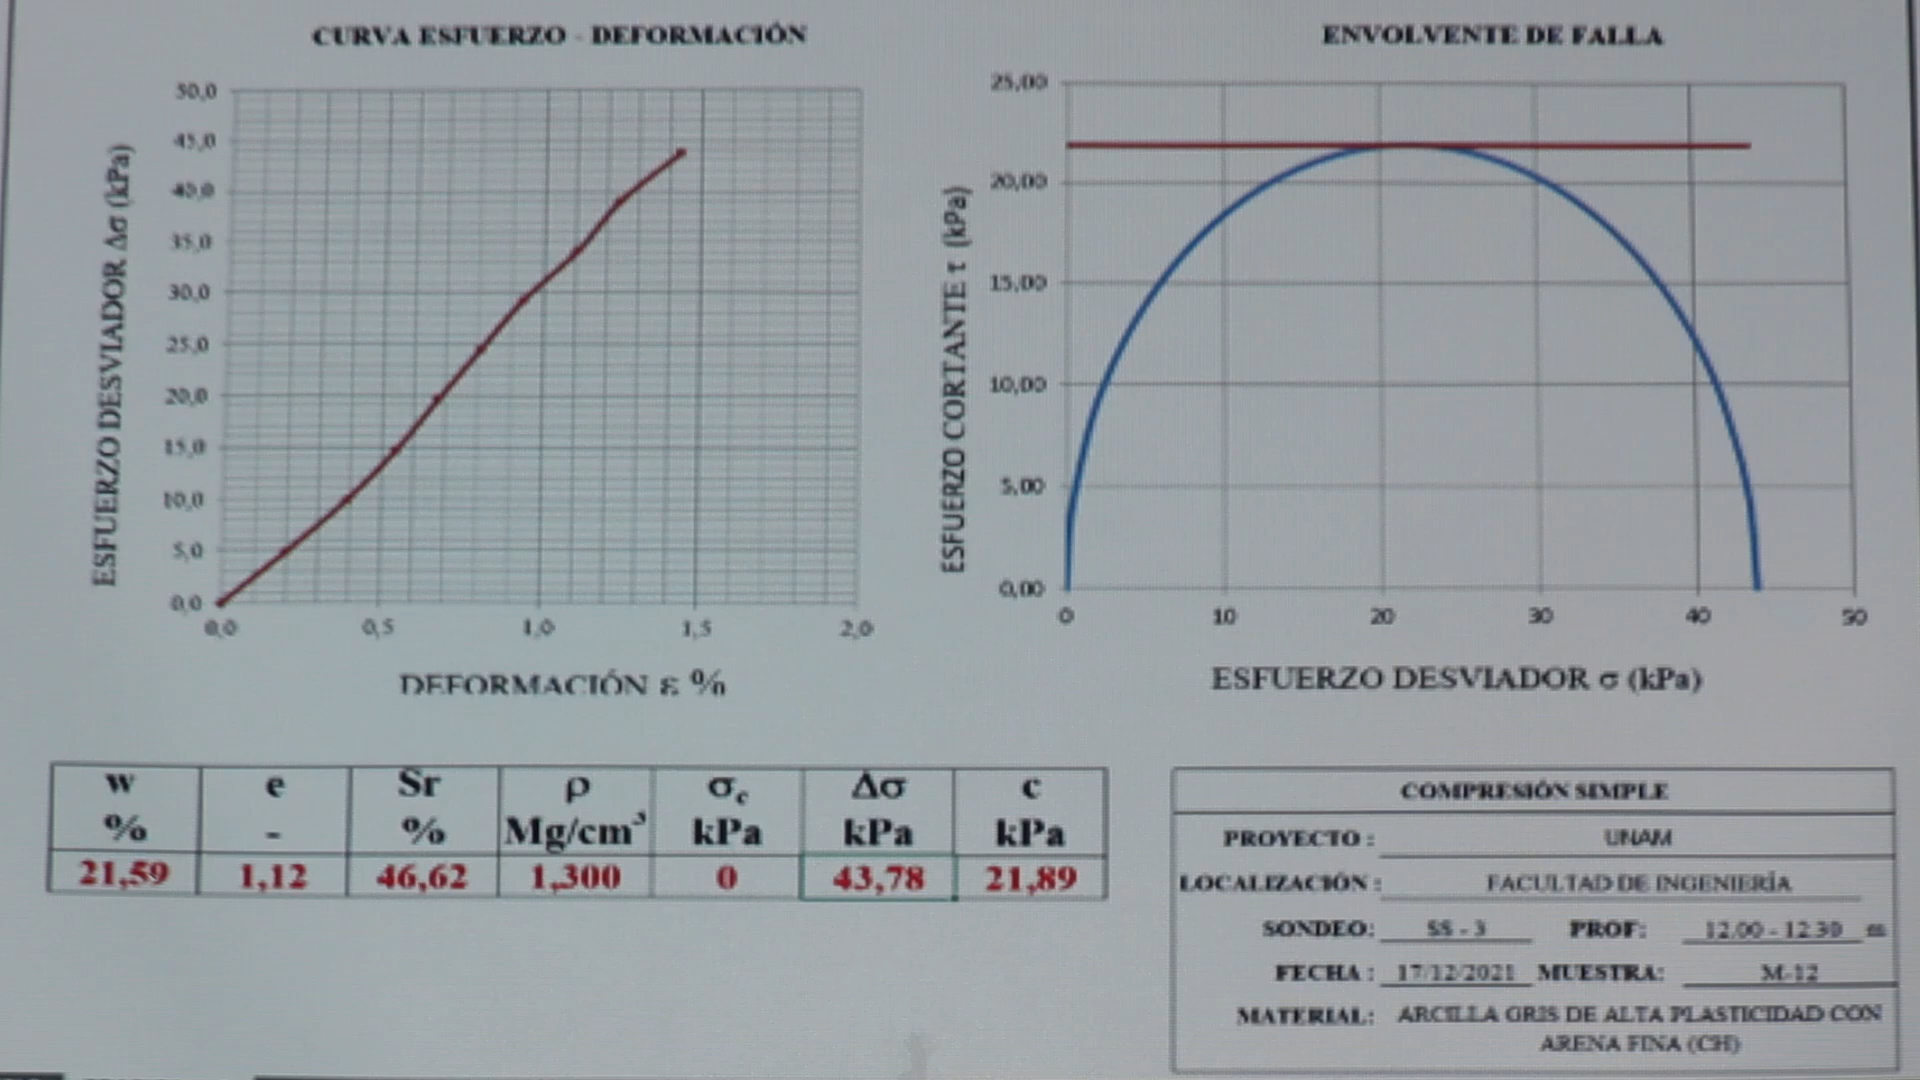 CURVA ESFUERZO - DEFORMACIÓN
50,0
45,0
40,0
35,0
30,0
25,0
20,0
15,0
10,0
5,0
0,0
0,0 0,5 1,0 1,5 2,0
ESFUERZO DESVIADOR Δσ (kPa)
DEFORMACIÓN ε %
ENVOLVENTE DE FALLA
25,00
20,00
15,00
10,00
5,00
0,00
0 10 20 30 40 50
ESFUERZO CORTANTE τ (kPa)
ESFUERZO DESVIADOR σ (kPa)
w e Sr ρ σc Δσ c
% - % Mg/cm³ kPa kPa kPa
21,59 1,12 46,62 1,300 0 43,78 21,89
COMPRESIÓN SIMPLE
PROYECTO : UNAM
LOCALIZACIÓN : FACULTAD DE INGENIERÍA
SONDEO: SS - 3 PROF: 12.00 - 12.30 m
FECHA : 17/12/2021 MUESTRA: M-12
MATERIAL: ARCILLA GRIS DE ALTA PLASTICIDAD CON
ARENA FINA (CH)